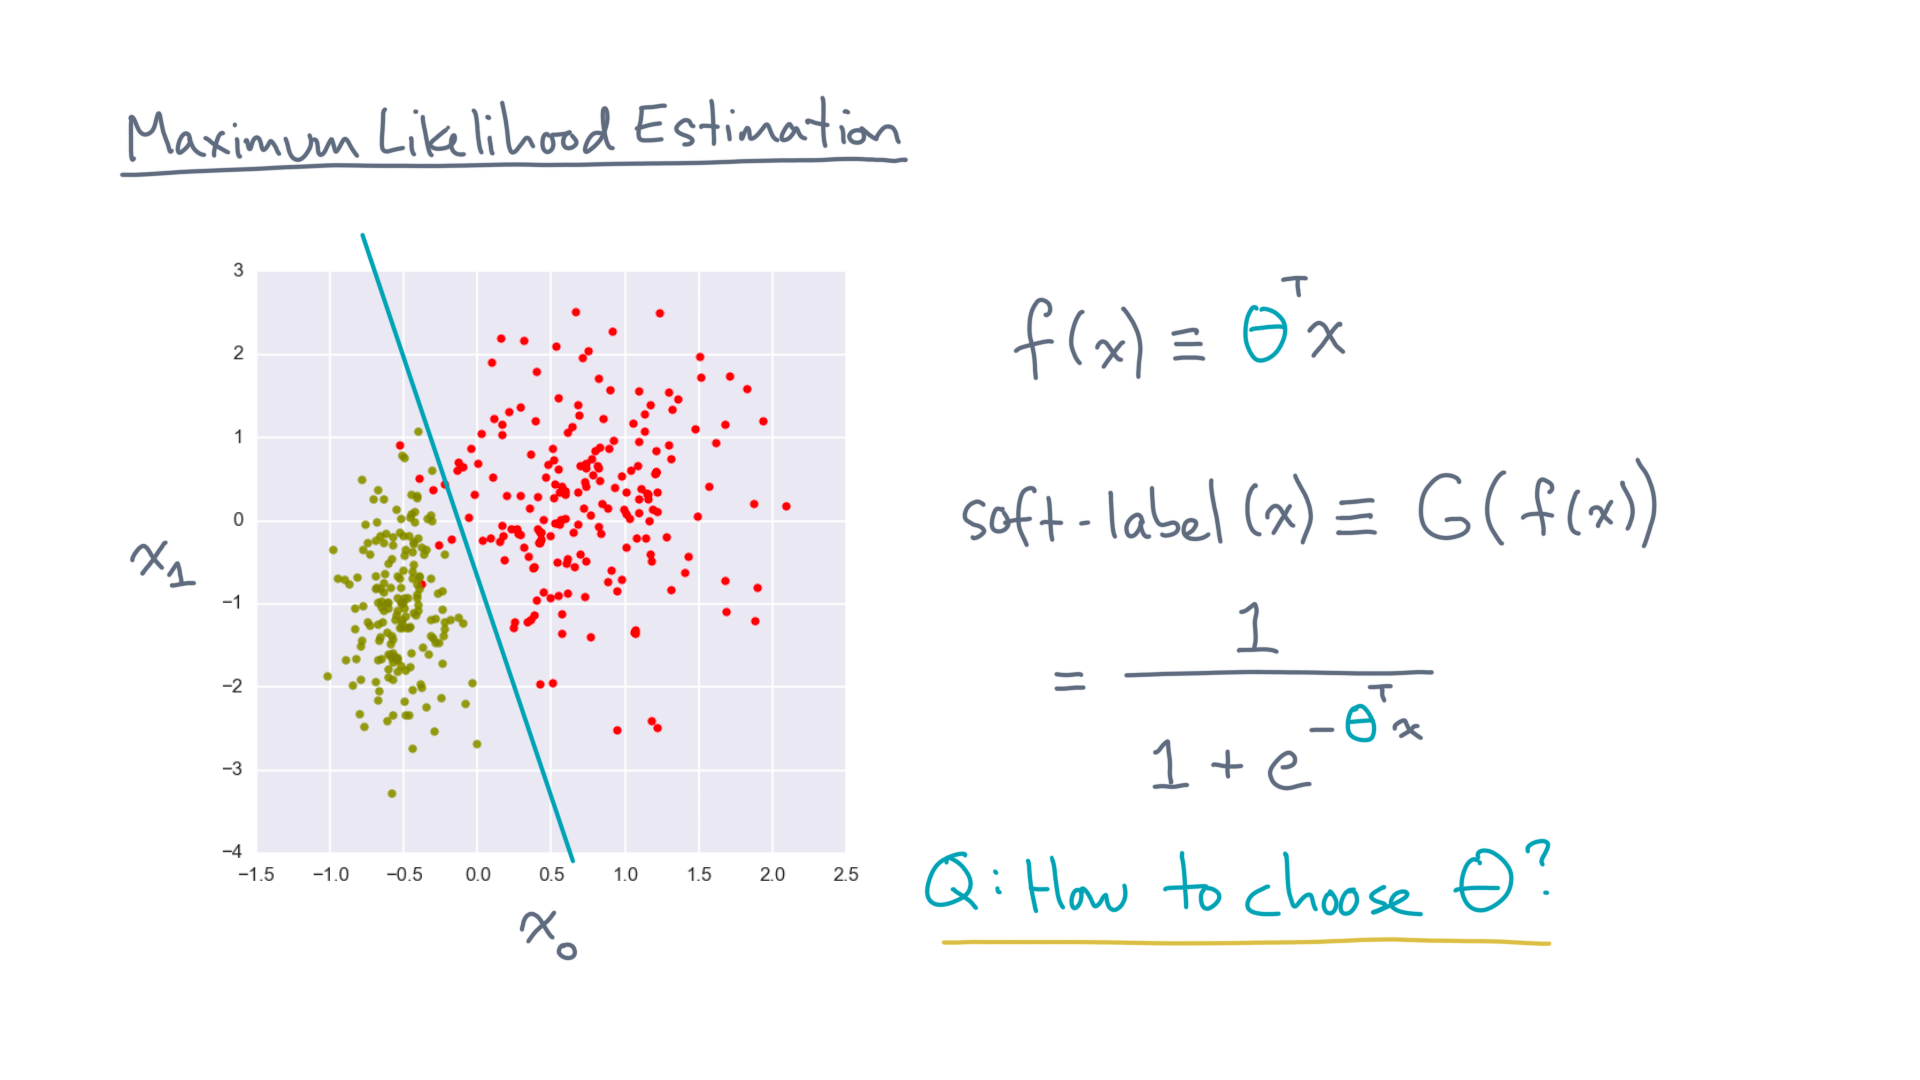 Maximum Likelihood Estimation
3
2
1
0
−1
−2
−3
−4
−1.5 −1.0 −0.5 0.0 0.5 1.0 1.5 2.0 2.5
x₁
x₀
f(x) ≡ θᵀx
soft-label(x) ≡ G(f(x))
= 1 / (1 + e^(−θᵀx))
Q: How to choose θ?